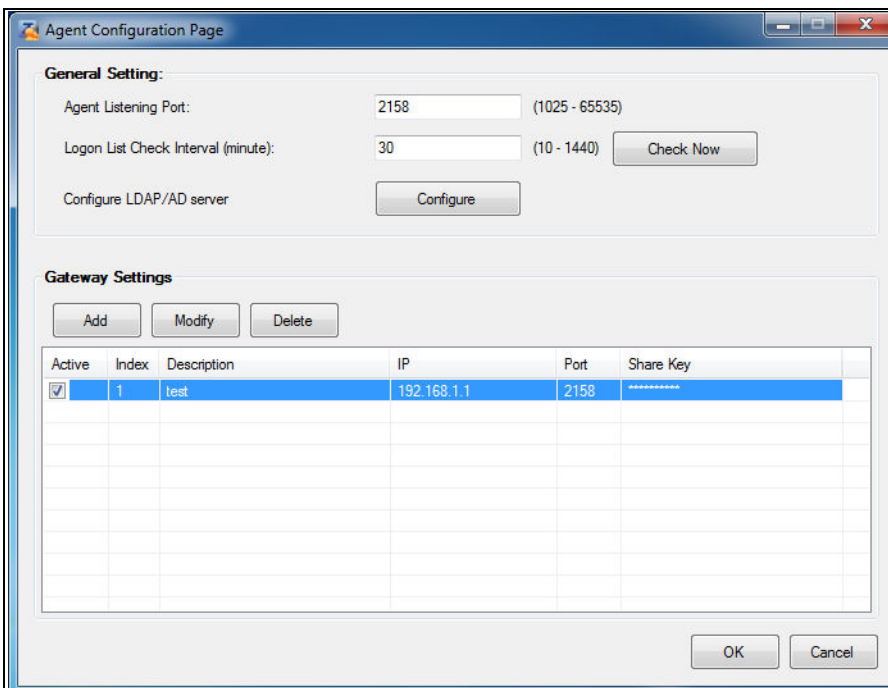 Agent Configuration Page
General Setting:
Agent Listening Port: 2158 (1025 - 65535)
Logon List Check Interval (minute): 30 (10 - 1440) Check Now
Configure LDAP/AD server Configure
Gateway Settings
Add Modify Delete
Active Index Description IP Port Share Key
1 test 192.168.1.1 2158 **********
OK Cancel